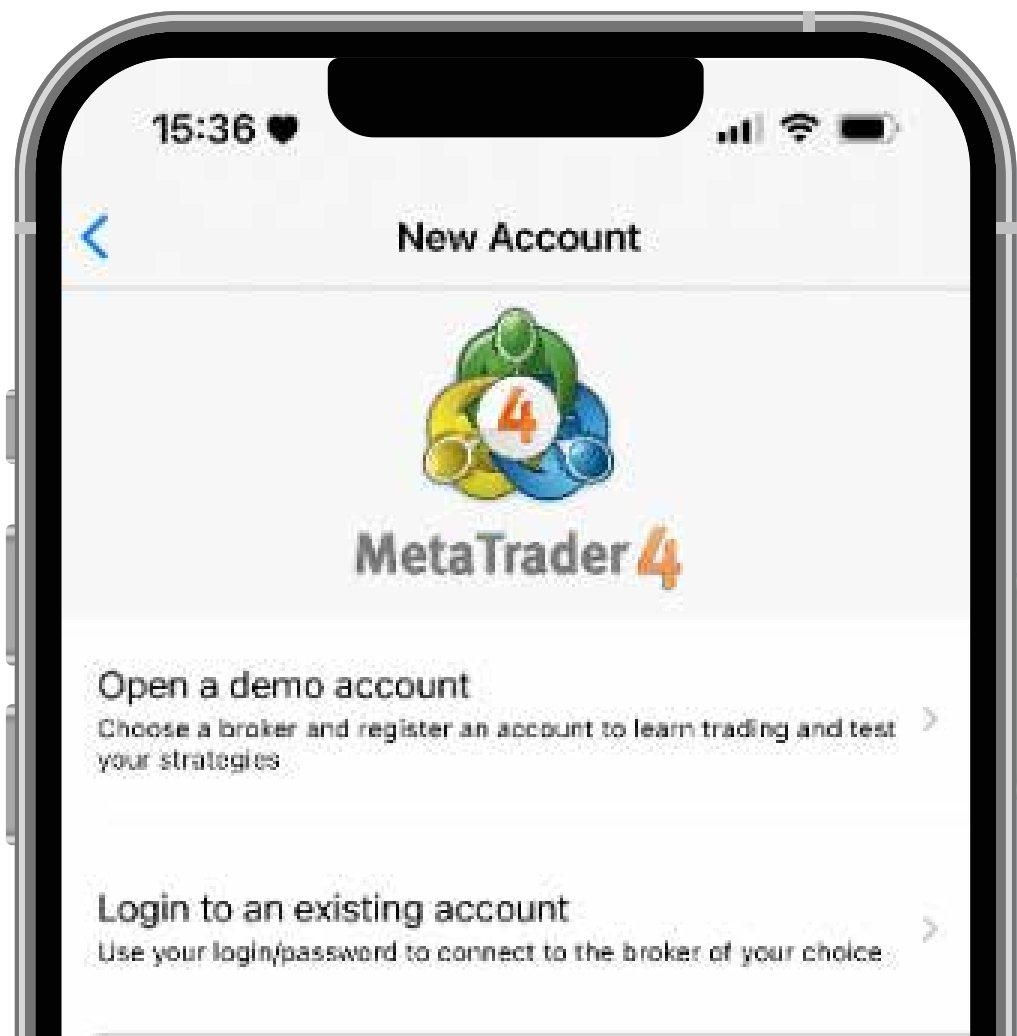 15:36
New Account
4
MetaTrader 4
Open a demo account
Choose a broker and register an account to learn trading and test
your strategies
Login to an existing account
Use your login/password to connect to the broker of your choice